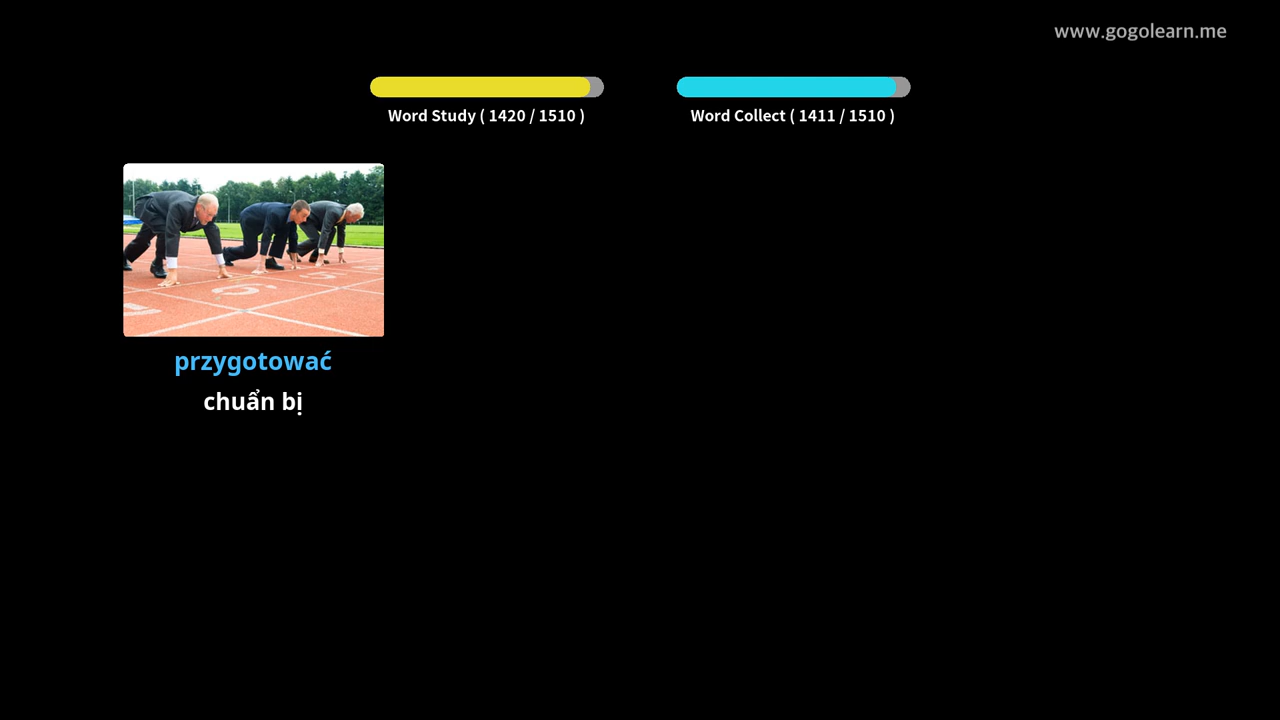 www.gogolearn.me
Word Study ( 1420 / 1510 )
Word Collect ( 1411 / 1510 )
przygotować
chuẩn bị